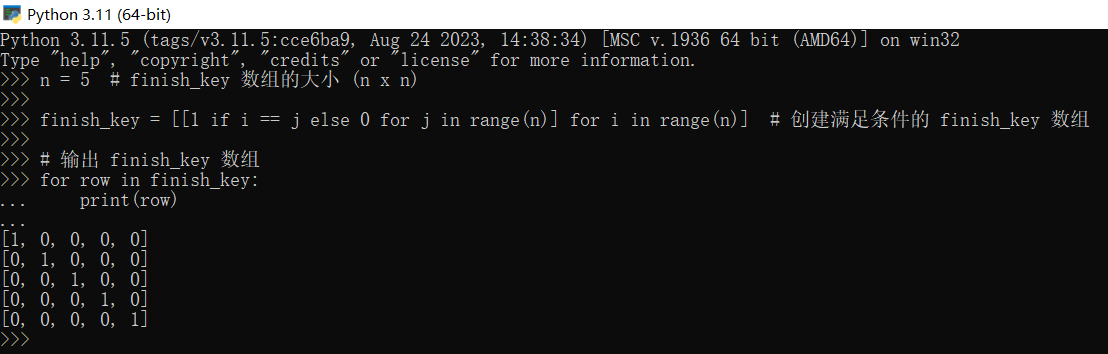 Python 3.11 (64-bit)
Python 3.11.5 (tags/v3.11.5:cce6ba9, Aug 24 2023, 14:38:34) [MSC v.1936 64 bit (AMD64)] on win32
Type "help", "copyright", "credits" or "license" for more information.
>>> n = 5  # finish_key 数组的大小 (n x n)
>>>
>>> finish_key = [[1 if i == j else 0 for j in range(n)] for i in range(n)]  # 创建满足条件的 finish_key 数组
>>>
>>> # 输出 finish_key 数组
>>> for row in finish_key:
...     print(row)
...
[1, 0, 0, 0, 0]
[0, 1, 0, 0, 0]
[0, 0, 1, 0, 0]
[0, 0, 0, 1, 0]
[0, 0, 0, 0, 1]
>>>